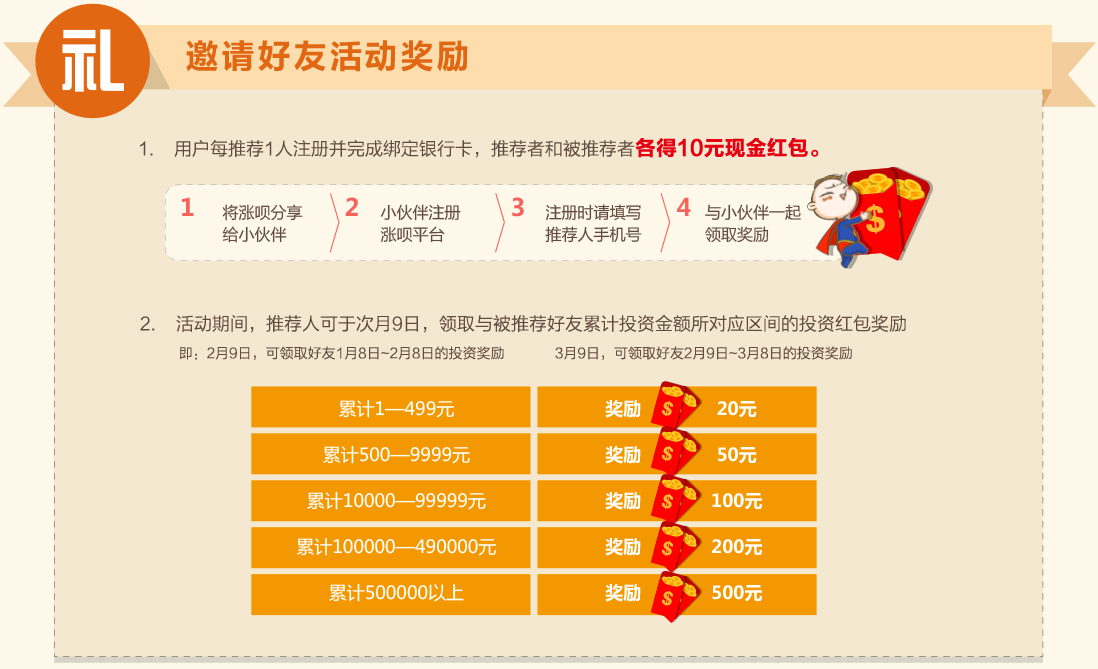 礼
邀请好友活动奖励
1. 用户每推荐1人注册并完成绑定银行卡，推荐者和被推荐者各得10元现金红包。
1 将涨呗分享
给小伙伴
2 小伙伴注册
涨呗平台
3 注册时请填写
推荐人手机号
4 与小伙伴一起
领取奖励
$
2. 活动期间，推荐人可于次月9日，领取与被推荐好友累计投资金额所对应区间的投资红包奖励
即：2月9日，可领取好友1月8日~2月8日的投资奖励 3月9日，可领取好友2月9日~3月8日的投资奖励
累计1—499元 奖励 $ 20元
累计500—9999元 奖励 $ 50元
累计10000—99999元 奖励 $ 100元
累计100000—490000元 奖励 $ 200元
累计500000以上 奖励 $ 500元